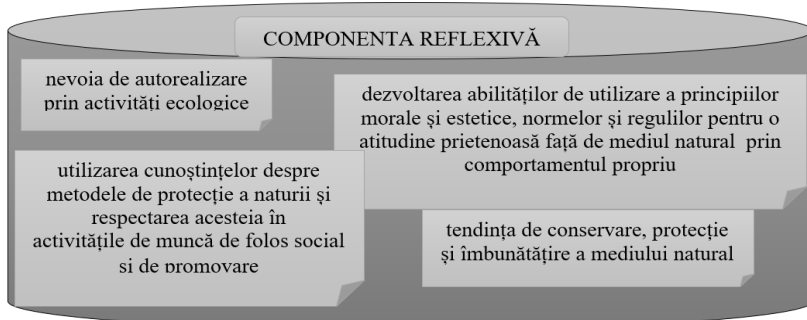 COMPONENTA REFLEXIVĂ
nevoia de autorealizare
prin activități ecologice
dezvoltarea abilităților de utilizare a principiilor
morale și estetice, normelor și regulilor pentru o
atitudine prietenoasă față de mediul natural prin
comportamentul propriu
utilizarea cunoștințelor despre
metodele de protecție a naturii și
respectarea acesteia în
activitățile de muncă de folos social
și de promovare
tendința de conservare, protecție
și îmbunătățire a mediului natural